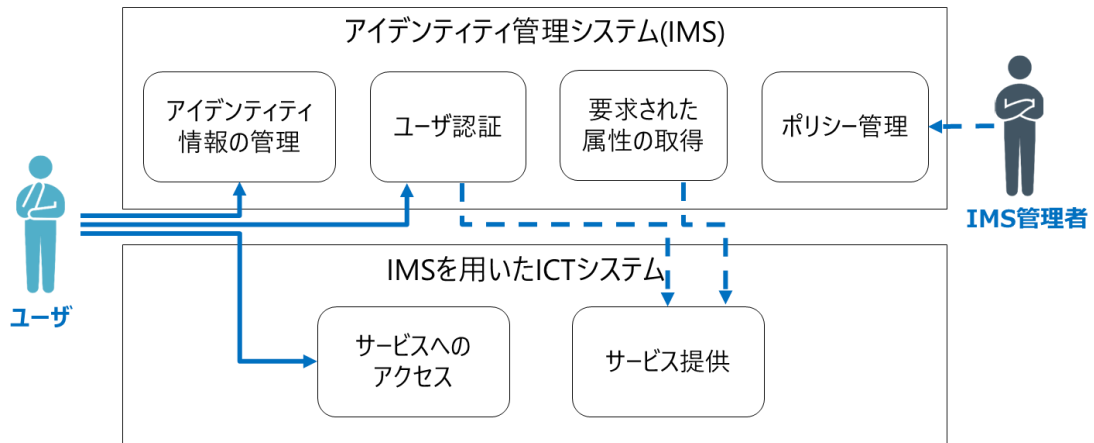 アイデンティティ管理システム(IMS)
アイデンティティ
情報の管理
ユーザ認証
要求された
属性の取得
ポリシー管理
IMS管理者
ユーザ
IMSを用いたICTシステム
サービスへの
アクセス
サービス提供